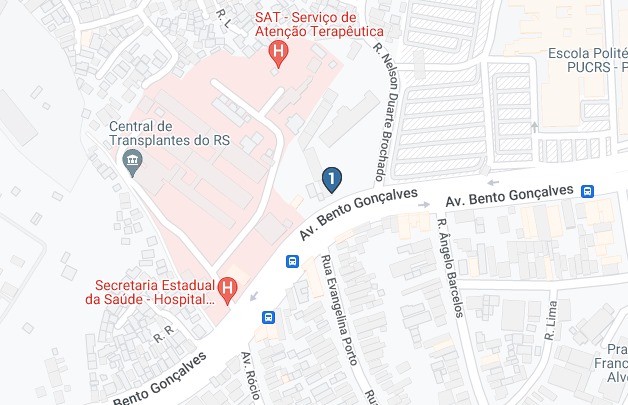 R. L
SAT - Serviço de
Atenção Terapêutica
R. Nelson Duarte Brochado
Escola Polité
PUCRS - P
Central de
Transplantes do RS
H
1
Av. Bento Gonçalves
Av. Bento Gonçalves
Secretaria Estadual
da Saúde - Hospital...
H
Rua Evangelina Porto
R. Ângelo Barcelos
R. Lima
R. R
Av. Rócio
Bento Gonçalves
Rua
Pra
Franc
Alv